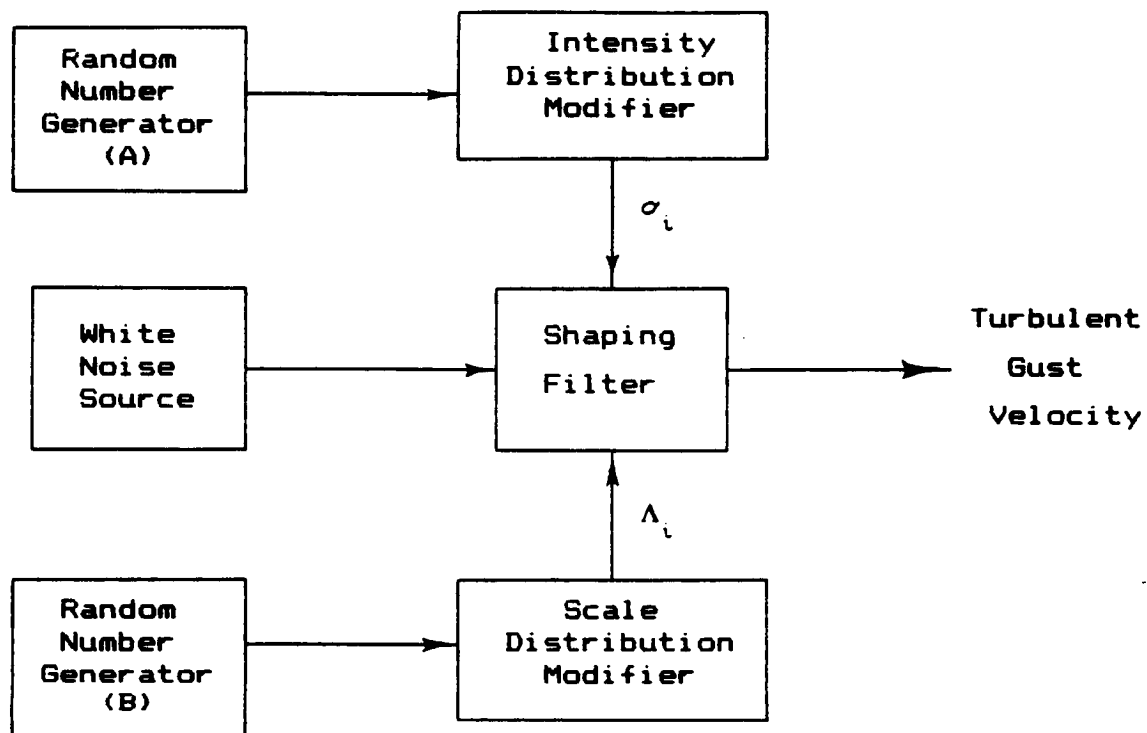 Random
Number
Generator
(A)
Intensity
Distribution
Modifier
σi
White
Noise
Source
Shaping
Filter
Turbulent
Gust
Velocity
Λi
Random
Number
Generator
(B)
Scale
Distribution
Modifier